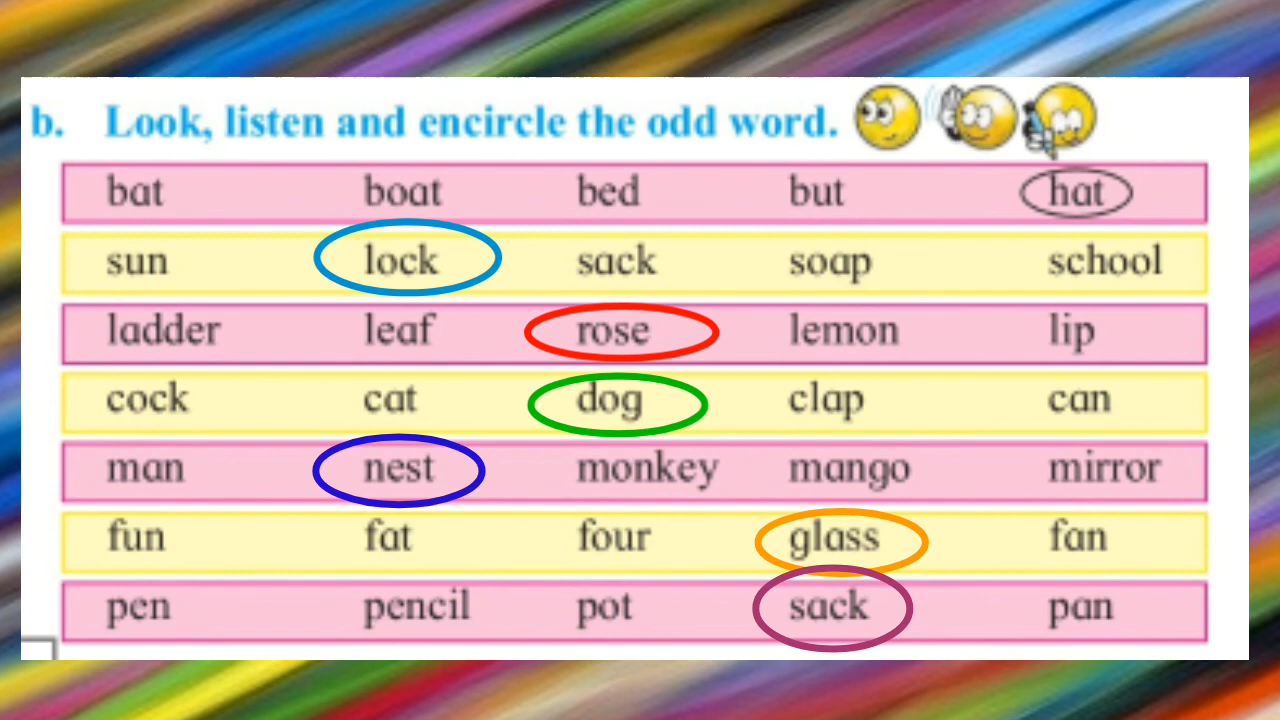 b. Look, listen and encircle the odd word.
bat boat bed but hat
sun lock sack soap school
ladder leaf rose lemon lip
cock cat dog clap can
man nest monkey mango mirror
fun fat four glass fan
pen pencil pot sack pan